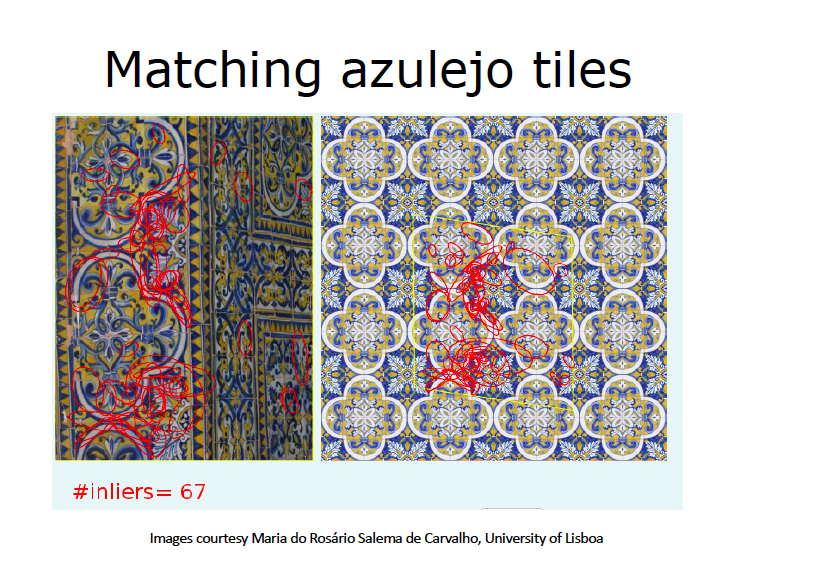 Matching azulejo tiles
#inliers= 67
Images courtesy Maria do Rosário Salema de Carvalho, University of Lisboa